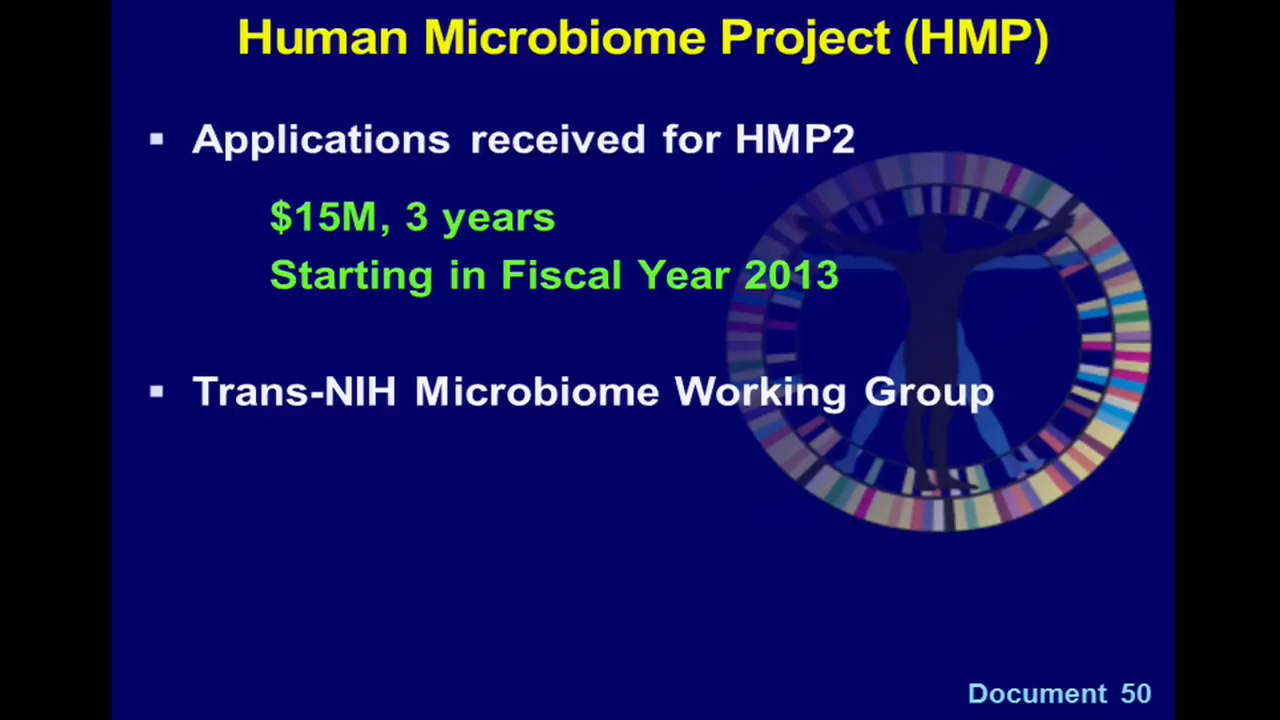 Human Microbiome Project (HMP)
▪ Applications received for HMP2
$15M, 3 years
Starting in Fiscal Year 2013
▪ Trans-NIH Microbiome Working Group
Document 50